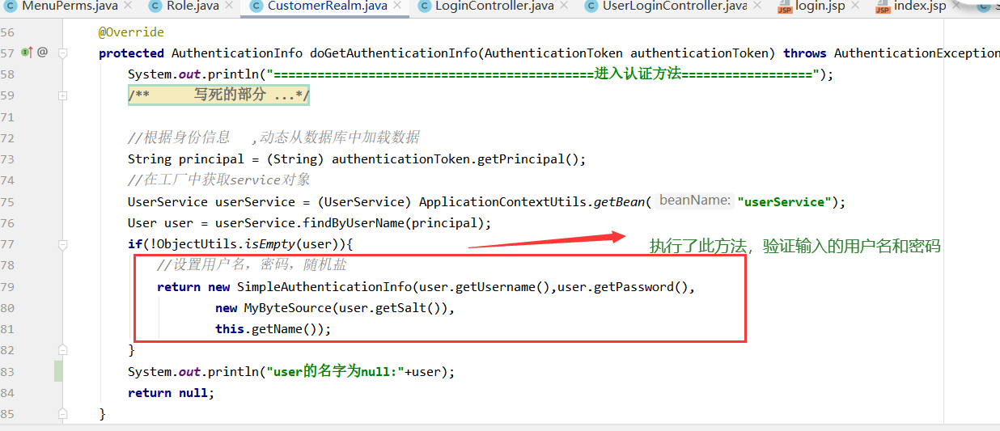 MenuPerms.java Role.java CustomerRealm.java LoginController.java UserLoginController.java login.jsp index.jsp
56 @Override
57 @ protected AuthenticationInfo doGetAuthenticationInfo(AuthenticationToken authenticationToken) throws AuthenticationException
58 System.out.println("============================================进入认证方法==================");
59 /** 写死的部分 ...*/
71
72 //根据身份信息 ,动态从数据库中加载数据
73 String principal = (String) authenticationToken.getPrincipal();
74 //在工厂中获取service对象
75 UserService userService = (UserService) ApplicationContextUtils.getBean( beanName: "userService");
76 User user = userService.findByUserName(principal);
77 if(!ObjectUtils.isEmpty(user)){
执行了此方法，验证输入的用户名和密码
78 //设置用户名，密码，随机盐
79 return new SimpleAuthenticationInfo(user.getUsername(),user.getPassword(),
80 new MyByteSource(user.getSalt()),
81 this.getName());
82 }
83 System.out.println("user的名字为null:"+user);
84 return null;
85 }